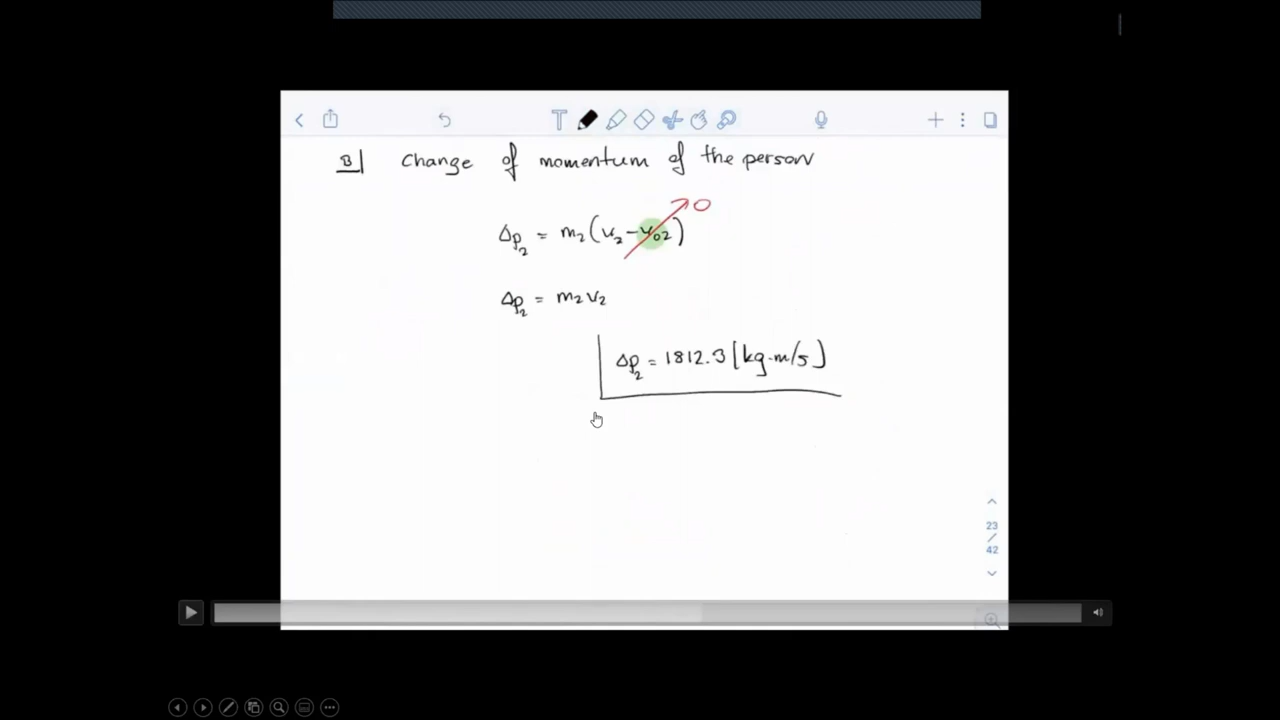 B| Change of momentum of the person
Δp₂ = m₂(v₂ - v₀₂) 0
Δp₂ = m₂v₂
Δp₂ = 1812.3 [kg·m/s]
23
/
42